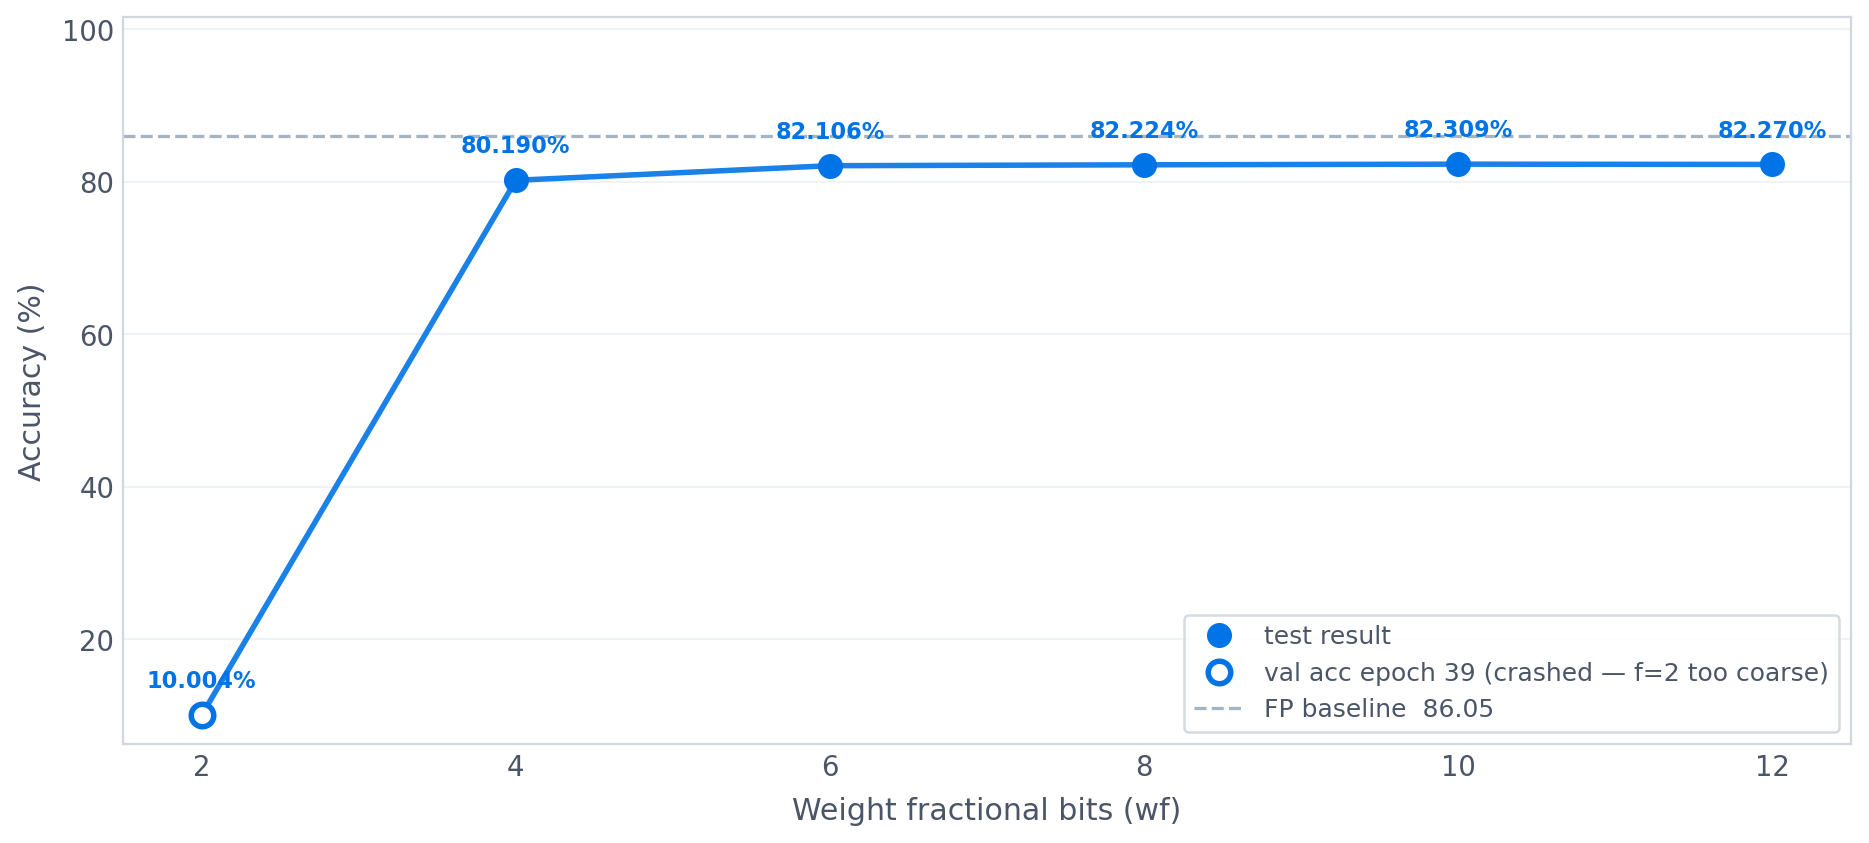 100
80
60
40
20
Accuracy (%)
10.004%
80.190%
82.106%
82.224%
82.309%
82.270%
test result
val acc epoch 39 (crashed — f=2 too coarse)
FP baseline  86.05
2 4 6 8 10 12
Weight fractional bits (wf)